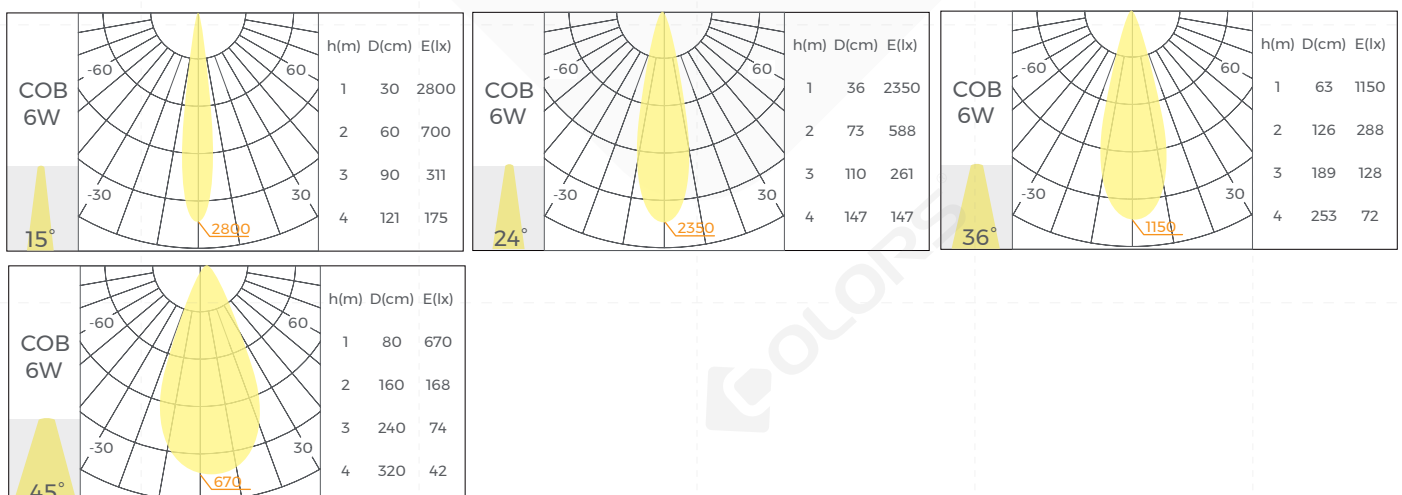 h(m) D(cm) E(lx)
-60 60
COB
6W
1 30 2800
2 60 700
3 90 311
-30 30
4 121 175
2800
15°
h(m) D(cm) E(lx)
-60 60
COB
6W
1 36 2350
2 73 588
3 110 261
-30 30
4 147 147
2350
24°
h(m) D(cm) E(lx)
-60 60
COB
6W
1 63 1150
2 126 288
3 189 128
-30 30
4 253 72
1150
36°
h(m) D(cm) E(lx)
-60 60
COB
6W
1 80 670
2 160 168
3 240 74
-30 30
4 320 42
670
45°
COLORS